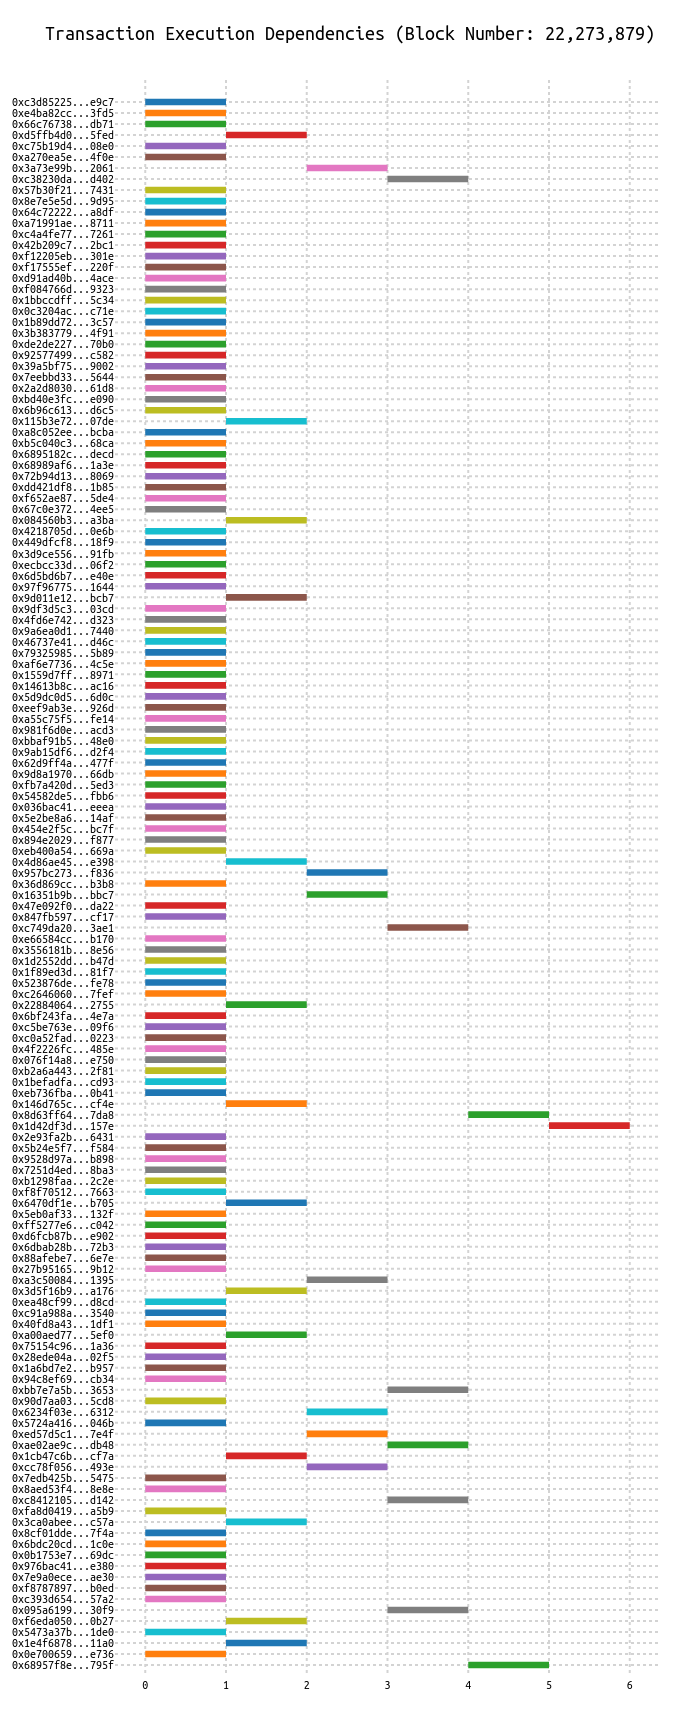 Transaction Execution Dependencies (Block Number: 22,273,879)
0xc3d85225...e9c7
0xe4ba82cc...3fd5
0x66c76738...db71
0xd5ffb4d0...5fed
0xc75b19d4...08e0
0xa270ea5e...4f0e
0x3a73e99b...2061
0xc38230da...d402
0x57b30f21...7431
0x8e7e5e5d...9d95
0x64c72222...a8df
0xa71991ae...8711
0xc4a4fe77...7261
0x42b209c7...2bc1
0xf12205eb...301e
0xf17555ef...220f
0xd91ad40b...4ace
0xf084766d...9323
0x1bbccdff...5c34
0x0c3204ac...c71e
0x1b89dd72...3c57
0x3b383779...4f91
0xde2de227...70b0
0x92577499...c582
0x39a5bf75...9002
0x7eebbd33...5644
0x2a2d8030...61d8
0xbd40e3fc...e090
0x6b96c613...d6c5
0x115b3e72...07de
0xa8c052ee...bcba
0xb5c040c3...68ca
0x6895182c...decd
0x68989af6...1a3e
0x72b94d13...8069
0xdd421df8...1b85
0xf652ae87...5de4
0x67c0e372...4ee5
0x084560b3...a3ba
0x4218705d...0e6b
0x449dfcf8...18f9
0x3d9ce556...91fb
0xecbcc33d...06f2
0x6d5bd6b7...e40e
0x97f96775...1644
0x9d011e12...bcb7
0x9df3d5c3...03cd
0x4fd6e742...d323
0x9a6ea0d1...7440
0x46737e41...d46c
0x79325985...5b89
0xaf6e7736...4c5e
0x1559d7ff...8971
0x14613b8c...ac16
0x5d9dc0d5...6d0c
0xeef9ab3e...926d
0xa55c75f5...fe14
0x981f6d0e...acd3
0xbbaf91b5...48e0
0x9ab15df6...d2f4
0x62d9ff4a...477f
0x9d8a1970...66db
0xfb7a420d...5ed3
0x54582de5...fbb6
0x036bac41...eeea
0x5e2be8a6...14af
0x454e2f5c...bc7f
0x894e2029...f877
0xeb400a54...669a
0x4d86ae45...e398
0x957bc273...f836
0x36d869cc...b3b8
0x16351b9b...bbc7
0x47e092f0...da22
0x847fb597...cf17
0xc749da20...3ae1
0xe66584cc...b170
0x3556181b...8e56
0x1d2552dd...b47d
0x1f89ed3d...81f7
0x523876de...fe78
0xc2646060...7fef
0x22884064...2755
0x6bf243fa...4e7a
0xc5be763e...09f6
0xc0a52fad...0223
0x4f2226fc...485e
0x076f14a8...e750
0xb2a6a443...2f81
0x1befadfa...cd93
0xeb736fba...0b41
0x146d765c...cf4e
0x8d63ff64...7da8
0x1d42df3d...157e
0x2e93fa2b...6431
0x5b24e5f7...f584
0x9528d97a...b898
0x7251d4ed...8ba3
0xb1298faa...2c2e
0xf8f70512...7663
0x6470df1e...b705
0x5eb0af33...132f
0xff5277e6...c042
0xd6fcb87b...e902
0x6dbab28b...72b3
0x88afebe7...6e7e
0x27b95165...9b12
0xa3c50084...1395
0x3d5f16b9...a176
0xea48cf99...d8cd
0xc91a988a...3540
0x40fd8a43...1df1
0xa00aed77...5ef0
0x75154c96...1a36
0x28ede04a...02f5
0x1a6bd7e2...b957
0x94c8ef69...cb34
0xbb7e7a5b...3653
0x90d7aa03...5cd8
0x6234f03e...6312
0x5724a416...046b
0xed57d5c1...7e4f
0xae02ae9c...db48
0x1cb47c6b...cf7a
0xcc78f056...493e
0x7edb425b...5475
0x8aed53f4...8e8e
0xc8412105...d142
0xfa8d0419...a5b9
0x3ca0abee...c57a
0x8cf01dde...7f4a
0x6bdc20cd...1c0e
0x0b1753e7...69dc
0x976bac41...e380
0x7e9a0ece...ae30
0xf8787897...b0ed
0xc393d654...57a2
0x095a6199...30f9
0xf6eda050...0b27
0x5473a37b...1de0
0x1e4f6878...11a0
0x0e700659...e736
0x68957f8e...795f
0 1 2 3 4 5 6